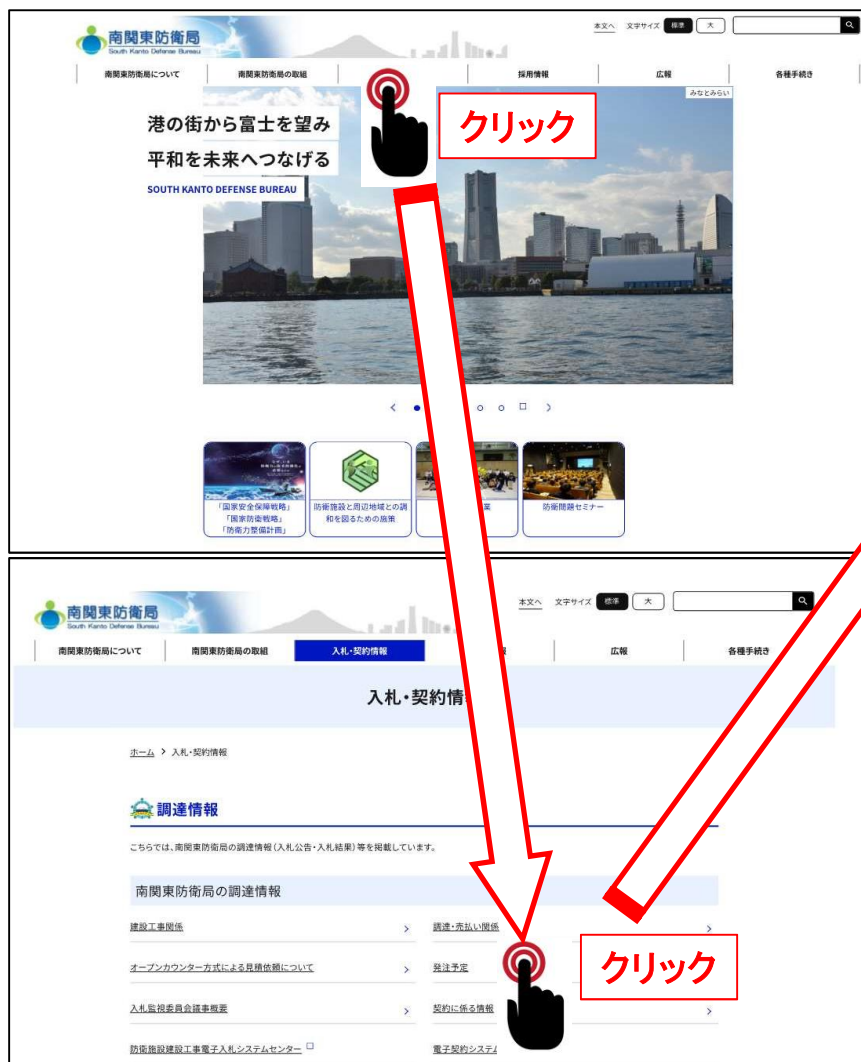 南関東防衛局
South Kanto Defense Bureau
本文へ 文字サイズ 標準 大
南関東防衛局について 南関東防衛局の取組 採用情報 広報 各種手続き
みなとみらい
港の街から富士を望み
平和を未来へつなげる
SOUTH KANTO DEFENSE BUREAU
クリック
「国家安全保障戦略」
「国家防衛戦略」
「防衛力整備計画」
防衛施設と周辺地域との調
和を図るための施策
業
防衛問題セミナー
南関東防衛局
South Kanto Defense Bureau
本文へ 文字サイズ 標準 大
南関東防衛局について 南関東防衛局の取組 入札・契約情報 広報 各種手続き
入札・契約情
ホーム > 入札・契約情報
調達情報
こちらでは、南関東防衛局の調達情報(入札公告・入札結果)等を掲載しています。
南関東防衛局の調達情報
建設工事関係 調達・売払い関係
オープンカウンター方式による見積依頼について 発注予定
クリック
入札監視委員会議事概要 契約に係る情報
防衛施設建設工事電子入札システムセンター 電子契約システム